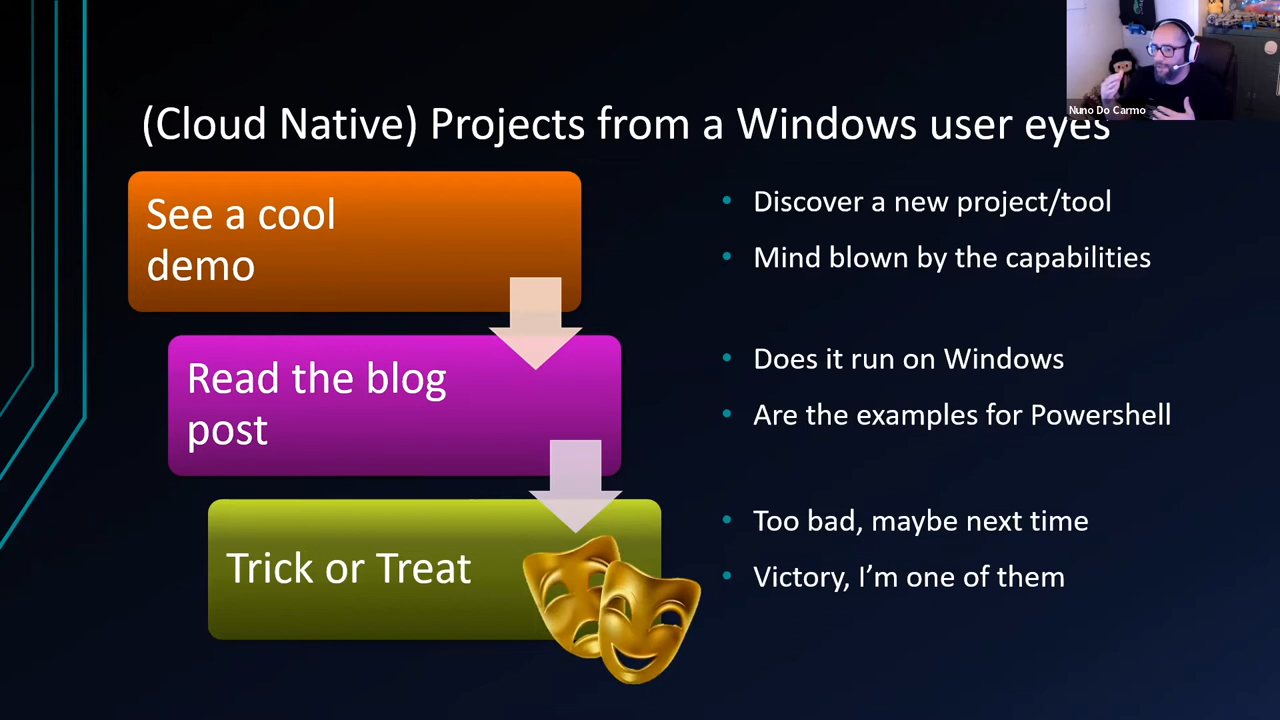 Nuno Do Carmo
(Cloud Native) Projects from a Windows user eyes
See a cool
demo
• Discover a new project/tool
• Mind blown by the capabilities
Read the blog
post
• Does it run on Windows
• Are the examples for Powershell
Trick or Treat
• Too bad, maybe next time
• Victory, I’m one of them